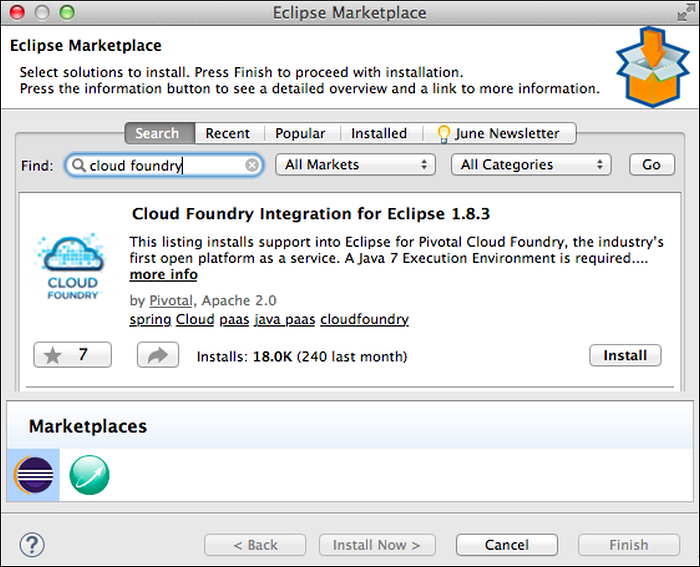 Eclipse Marketplace
Eclipse Marketplace
Select solutions to install. Press Finish to proceed with installation.
Press the information button to see a detailed overview and a link to more information.
Search Recent Popular Installed June Newsletter
Find: cloud foundry All Markets All Categories Go
Cloud Foundry Integration for Eclipse 1.8.3
This listing installs support into Eclipse for Pivotal Cloud Foundry, the industry's
first open platform as a service. A Java 7 Execution Environment is required....
more info
CLOUD
FOUNDRY
by Pivotal, Apache 2.0
spring Cloud paas java paas cloudfoundry
7 Installs: 18.0K (240 last month) Install
Marketplaces
? < Back Install Now > Cancel Finish